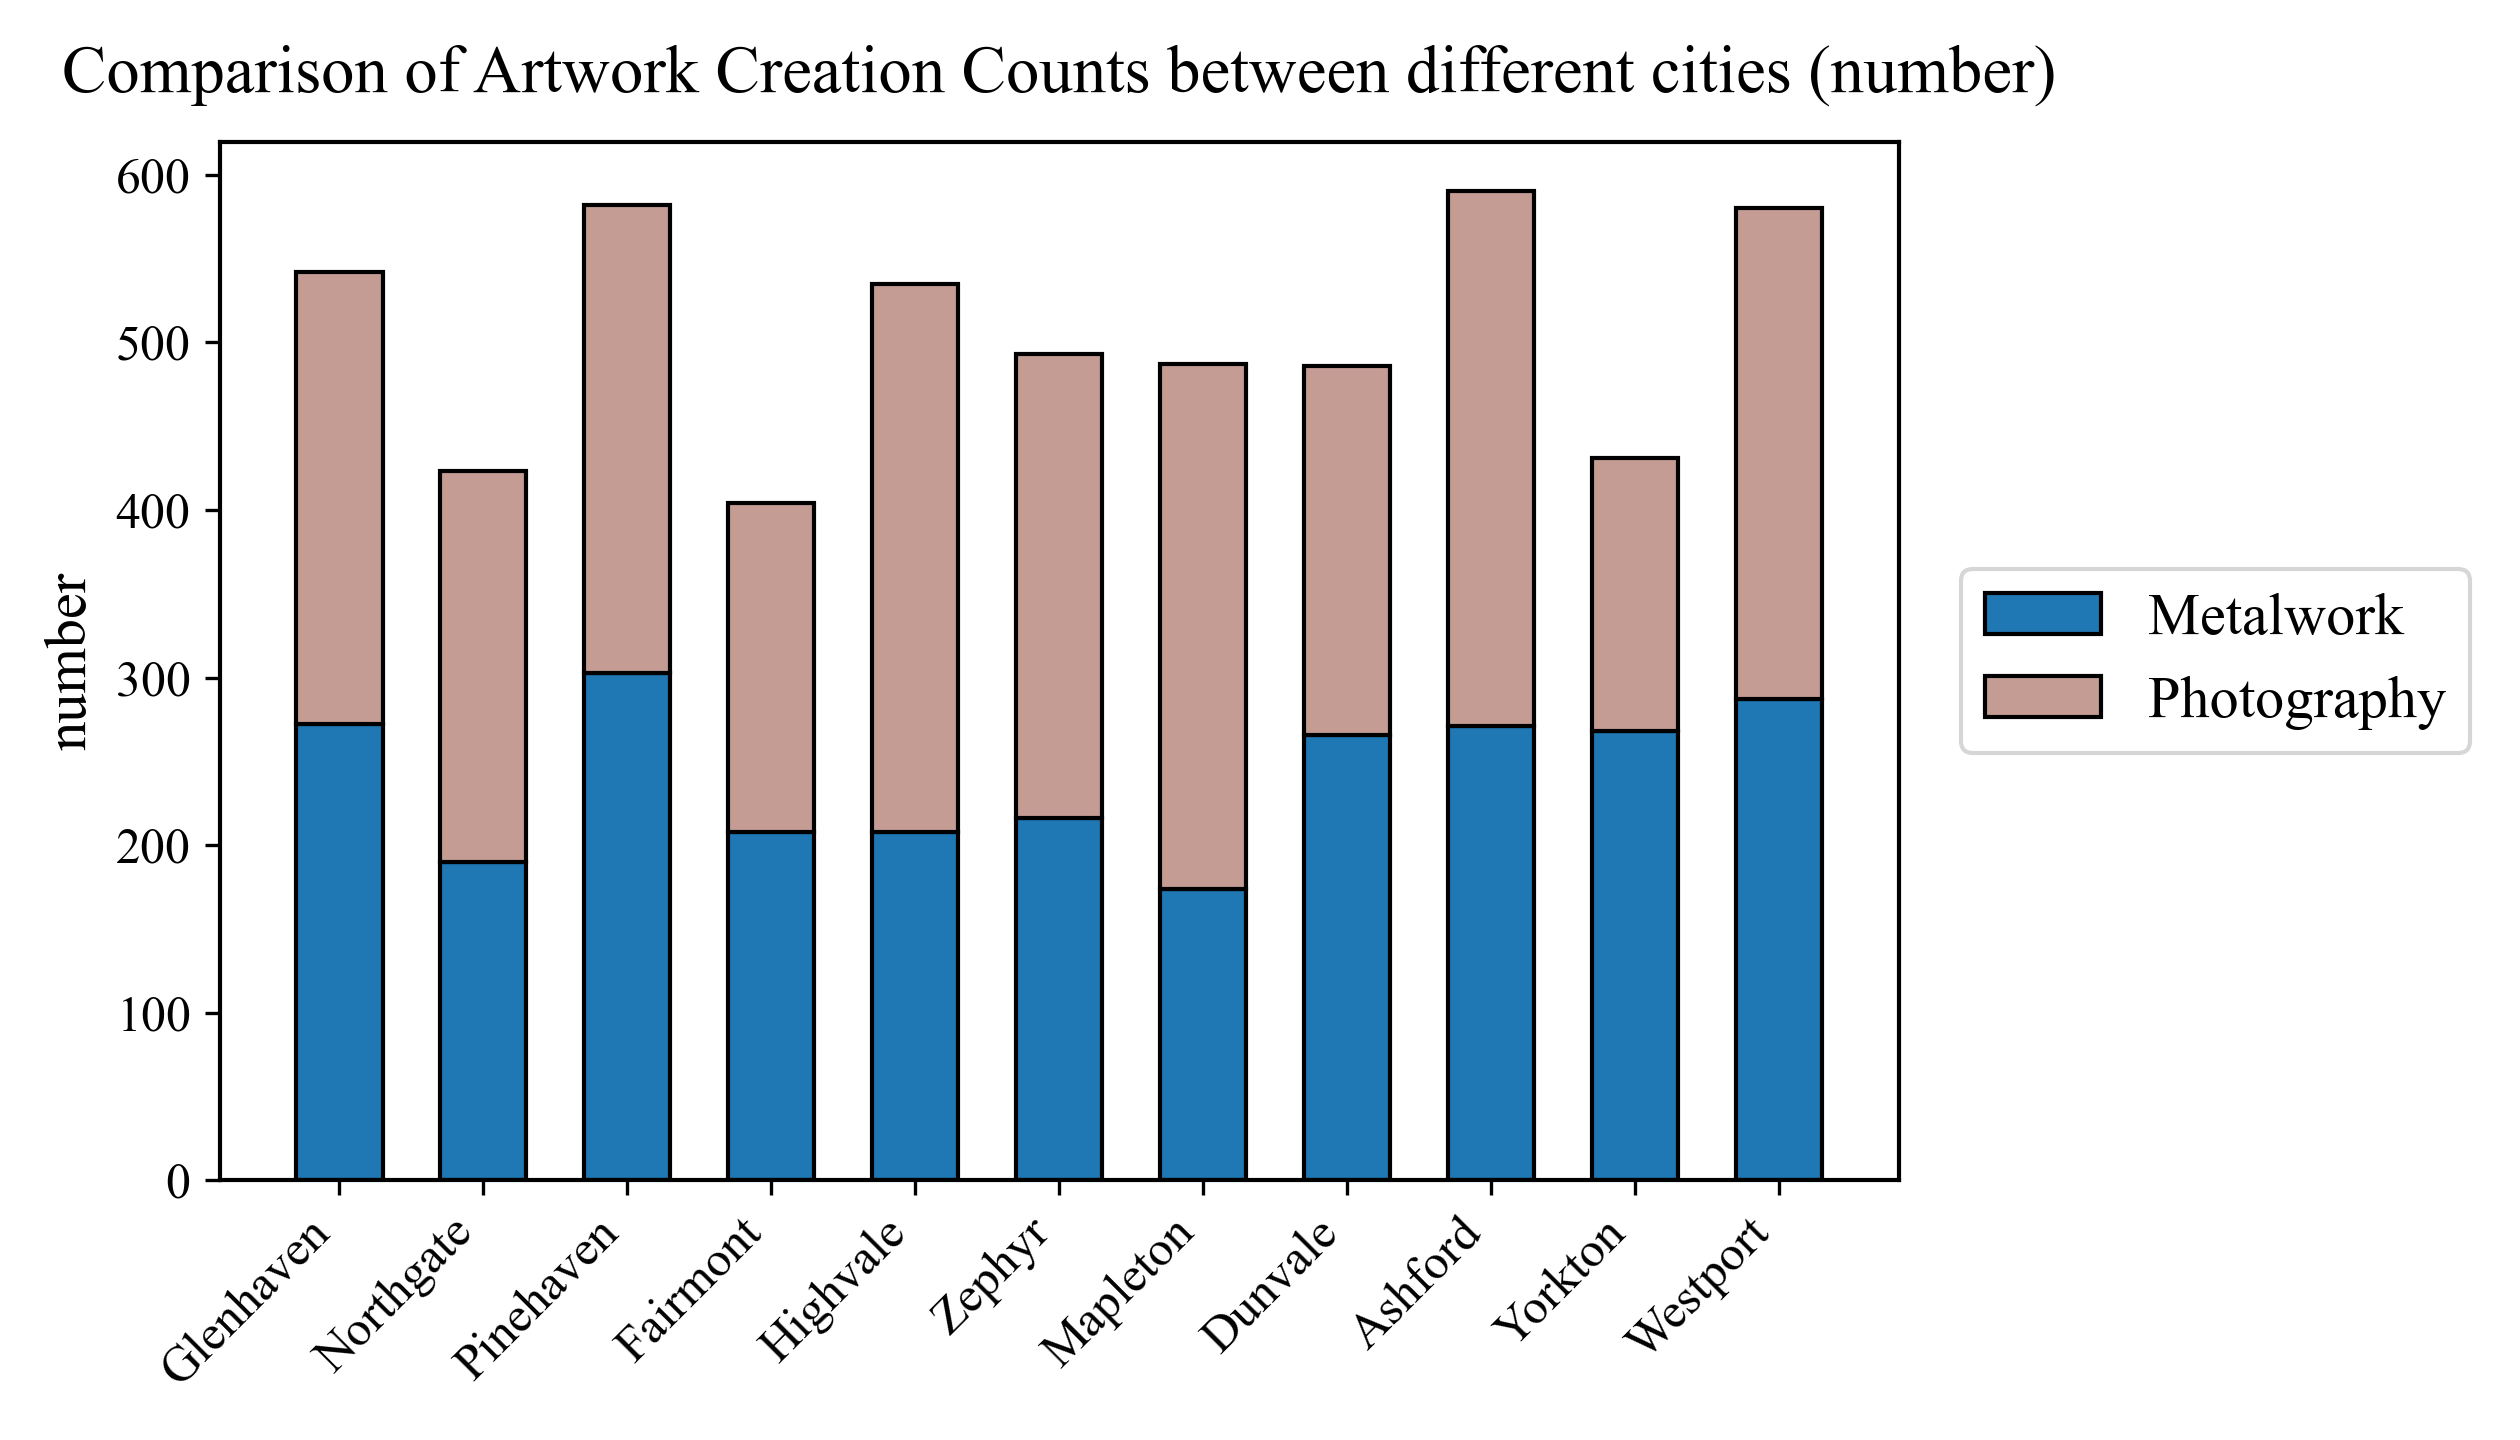 Comparison of Artwork Creation Counts between different cities (number)
600
500
400
300
200
100
0
number
Metalwork
Photography
Glenhaven
Northgate
Pinehaven
Fairmont
Highvale
Zephyr
Mapleton
Dunvale
Ashford
Yorkton
Westport